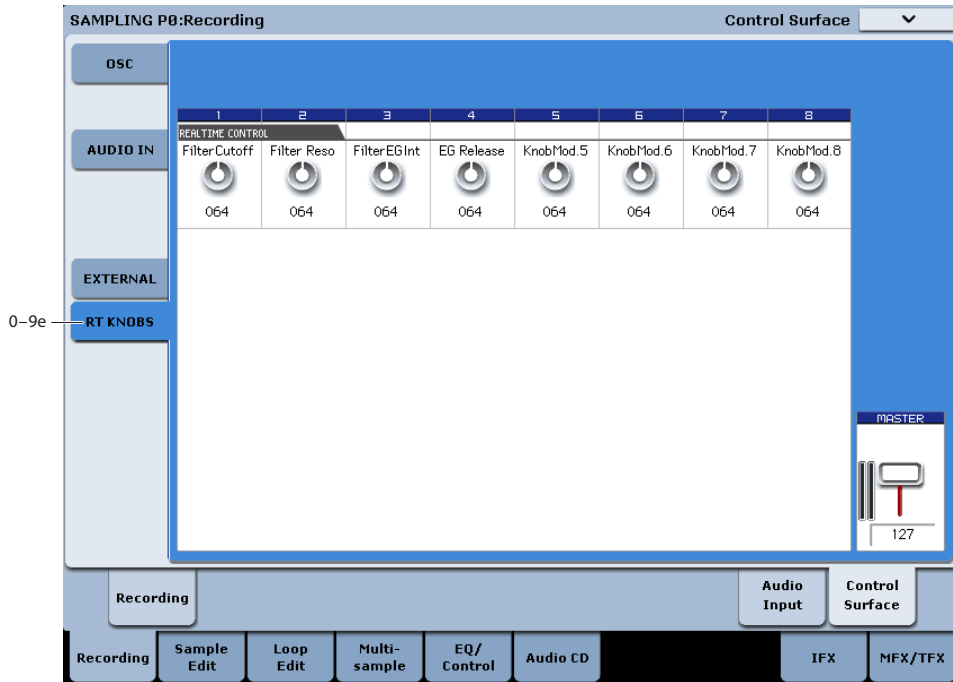 SAMPLING P0:Recording
Control Surface
OSC
AUDIO IN
EXTERNAL
0–9e
RT KNOBS
1 2 3 4 5 6 7 8
REALTIME CONTROL
FilterCutoff Filter Reso FilterEGInt EG Release KnobMod.5 KnobMod.6 KnobMod.7 KnobMod.8
064 064 064 064 064 064 064 064
MASTER
127
Recording
Audio Input
Control Surface
Recording
Sample Edit
Loop Edit
Multi-sample
EQ/Control
Audio CD
IFX
MFX/TFX